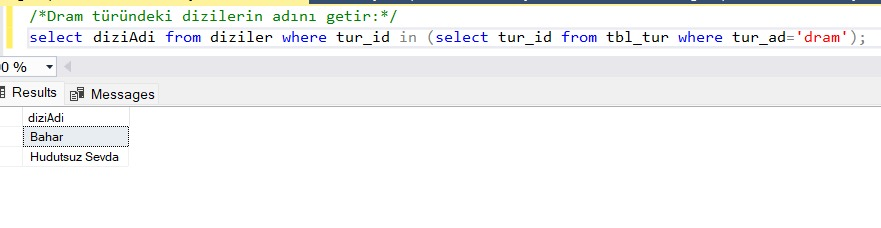 /*Dram türündeki dizilerin adını getir:*/
select diziAdi from diziler where tur_id in (select tur_id from tbl_tur where tur_ad='dram');
0 %
Results Messages
diziAdi
Bahar
Hudutsuz Sevda